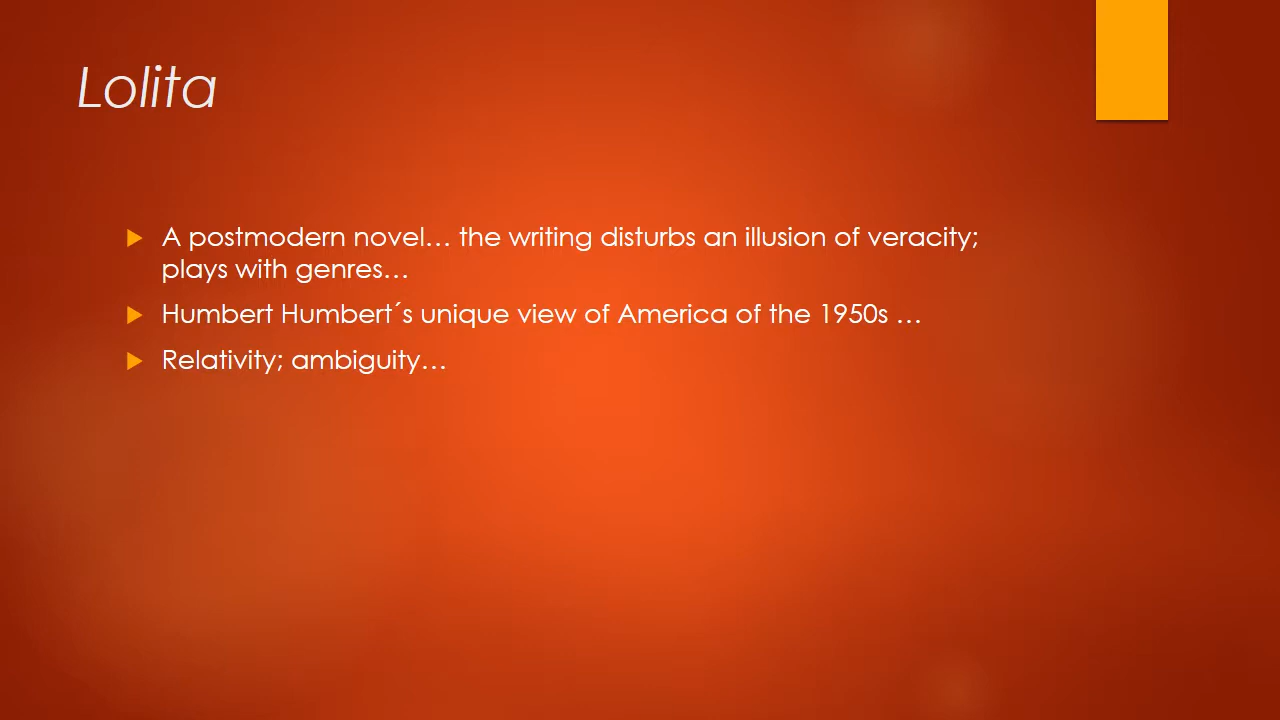 Lolita
A postmodern novel… the writing disturbs an illusion of veracity;
plays with genres…
Humbert Humbert´s unique view of America of the 1950s …
Relativity; ambiguity…